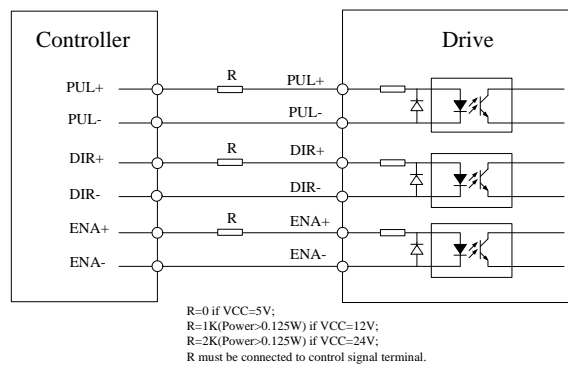 Controller
Drive
PUL+ R PUL+
PUL- PUL-
DIR+ R DIR+
DIR- DIR-
ENA+ R ENA+
ENA- ENA-
R=0 if VCC=5V;
R=1K(Power>0.125W) if VCC=12V;
R=2K(Power>0.125W) if VCC=24V;
R must be connected to control signal terminal.